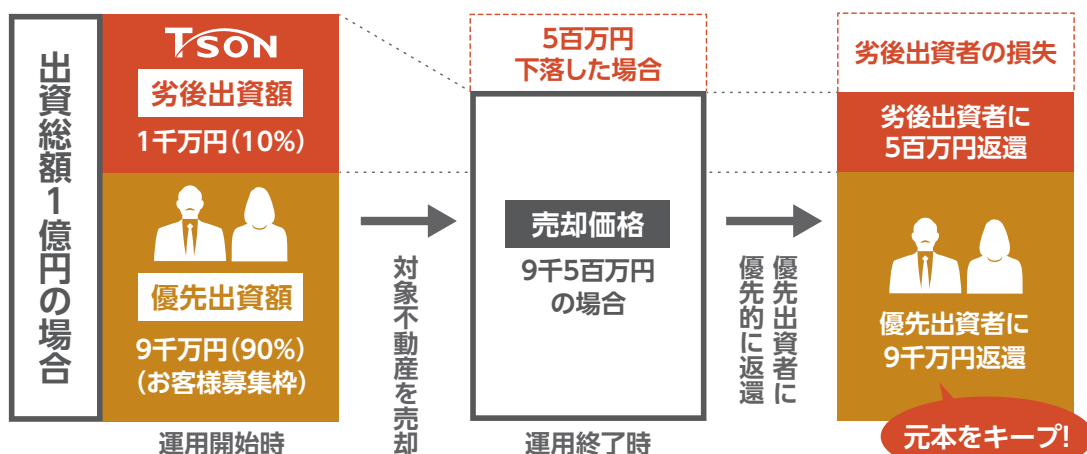 出資総額1億円の場合
TSON
劣後出資額
1千万円(10%)
優先出資額
9千万円(90%)
(お客様募集枠)
運用開始時
対象不動産を売却
5百万円
下落した場合
売却価格
9千5百万円
の場合
運用終了時
優先出資者に
優先的に返還
劣後出資者の損失
劣後出資者に
5百万円返還
優先出資者に
9千万円返還
元本をキープ!